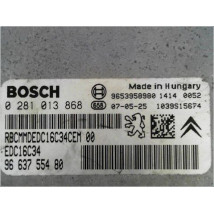 BOSCH
Made in Hungary
9653958980 1414 0052
0 281 013 868
07-05-25 1039S15674
RBCMMDEDC16C34CEM 00
EDC16C34
96 637 554 80